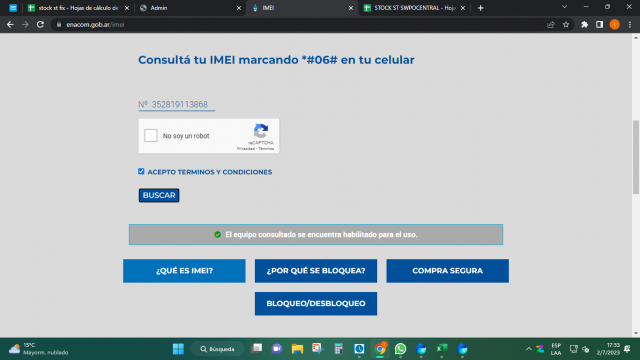 stock st fix - Hojas de cálculo de
Admin
IMEI
STOCK ST SWPOCENTRAL - Hoja
enacom.gob.ar/imei
Consultá tu IMEI marcando *#06# en tu celular
Nº 352819113868
No soy un robot
reCAPTCHA
Privacidad - Términos
ACEPTO TERMINOS Y CONDICIONES
BUSCAR
El equipo consultado se encuentra habilitado para el uso.
¿QUÉ ES IMEI?
¿POR QUÉ SE BLOQUEA?
COMPRA SEGURA
BLOQUEO/DESBLOQUEO
15°C
Mayorm. nublado
Búsqueda
ESP
LAA
17:33
2/7/2023